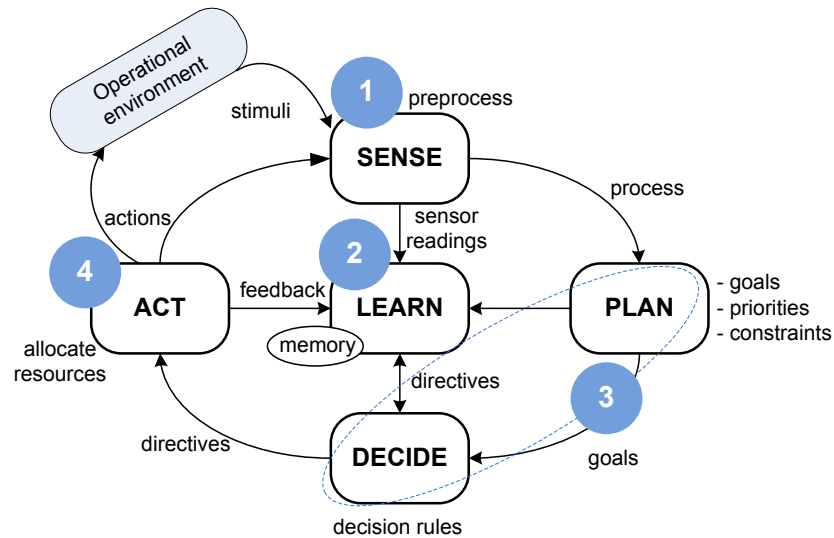 Operational
environment
1
preprocess
stimuli
SENSE
process
actions
sensor
readings
2
4
ACT
feedback
LEARN
PLAN
- goals
- priorities
- constraints
memory
allocate
resources
directives
3
directives
DECIDE
goals
decision rules